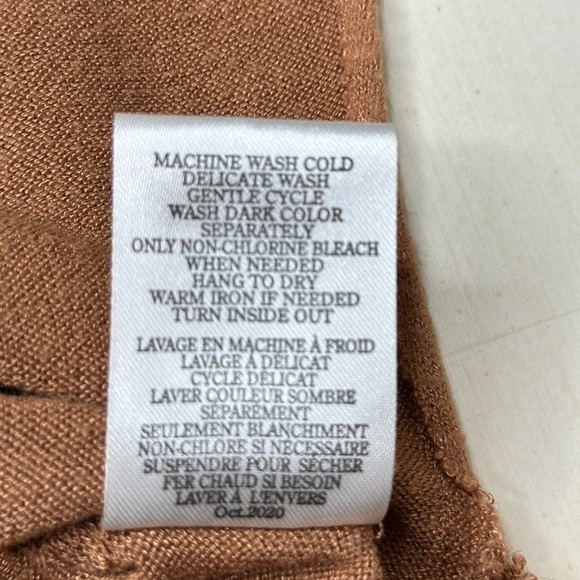 MACHINE WASH COLD
DELICATE WASH
GENTLE CYCLE
WASH DARK COLOR
SEPARATELY
ONLY NON-CHLORINE BLEACH
WHEN NEEDED
HANG TO DRY
WARM IRON IF NEEDED
TURN INSIDE OUT
LAVAGE EN MACHINE À FROID
LAVAGE À DELICAT
CYCLE DÉLICAT
LAVER COULEUR SOMBRE
SÉPARÉMENT
SEULEMENT BLANCHIMENT
NON-CHLORE SI NÉCESSAIRE
SUSPENDRE POUR SÉCHER
FER CHAUD SI BESOIN
LAVER À L'ENVERS
Oct.2020